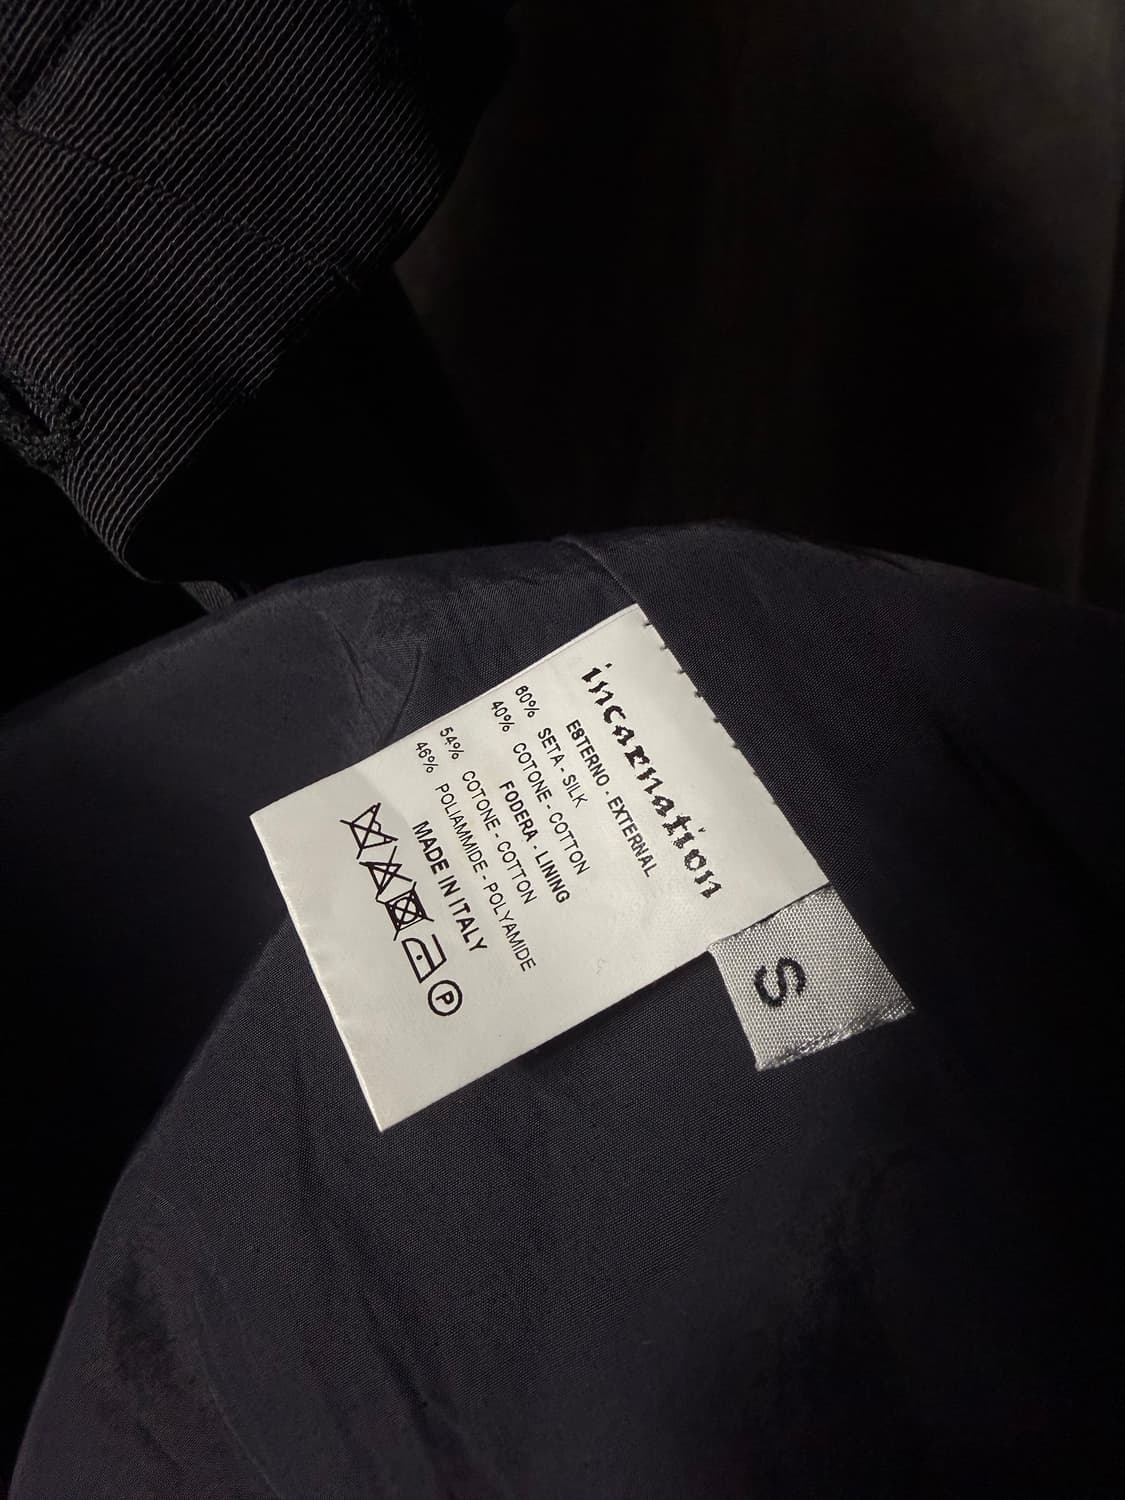 incarnation
ESTERNO - EXTERNAL
60% SETA - SILK
40% COTONE - COTTON
FODERA - LINING
54% COTONE - COTTON
46% POLIAMMIDE - POLYAMIDE
MADE IN ITALY
P
S